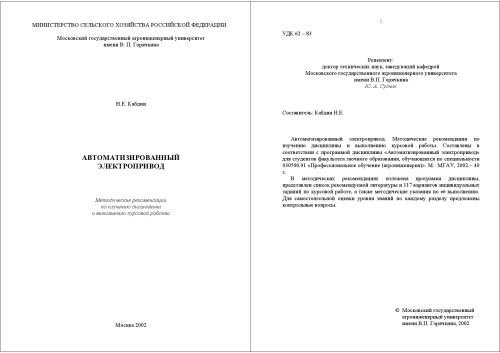 МИНИСТЕРСТВО СЕЛЬСКОГО ХОЗЯЙСТВА РОССИЙСКОЙ ФЕДЕРАЦИИ
Московский государственный агроинженерный университет
имени В.П. Горячкина
Н.Е. Кабдин
АВТОМАТИЗИРОВАННЫЙ
ЭЛЕКТРОПРИВОД
Методические рекомендации
по изучению дисциплины
и выполнению курсовой работы
Москва 2002
2
УДК 62 – 83
Рецензент:
доктор технических наук, заведующий кафедрой
Московского государственного агроинженерного университета
имени В.П. Горячкина
Ю. А. Судник
Составитель: Кабдин Н.Е.
Автоматизированный электропривод. Методические рекомендации по
изучению дисциплины и выполнению курсовой работы. Составлены в
соответствии с программой дисциплины «Автоматизированный электропривод»
для студентов факультета заочного образования, обучающихся по специальности
030500.01 «Профессиональное обучение (агроинженерия)». М.: МГАУ, 2002.– 40
с.
В методических рекомендациях изложена программа дисциплины,
представлен список рекомендуемой литературы и 117 вариантов индивидуальных
заданий по курсовой работе, а также методические указания по её выполнению.
Для самостоятельной оценки уровня знаний по каждому разделу предложены
контрольные вопросы.
© Московский государственный
агроинженерный университет
имени В.П. Горячкина, 2002